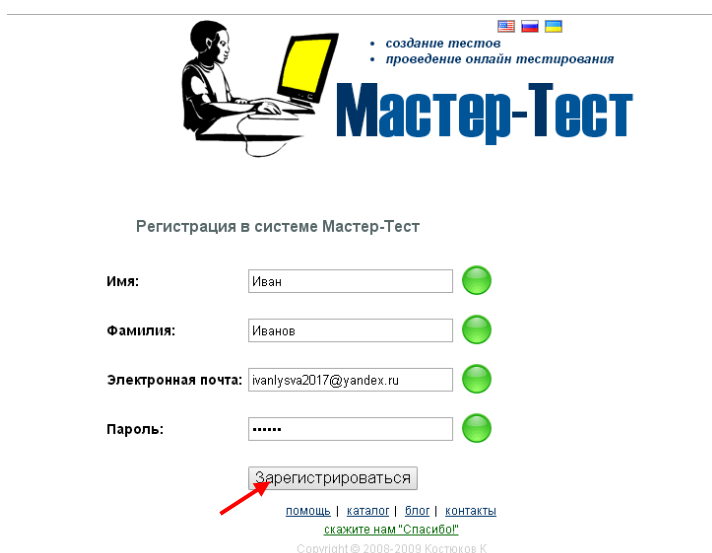 • создание тестов
• проведение онлайн тестирования
Мастер-Тест
Регистрация в системе Мастер-Тест
Имя: Иван
Фамилия: Иванов
Электронная почта: ivanlysva2017@yandex.ru
Пароль: ••••••
Зарегистрироваться
помощь | каталог | блог | контакты
скажите нам "Спасибо!"
Copyright © 2008-2009 Костюков К